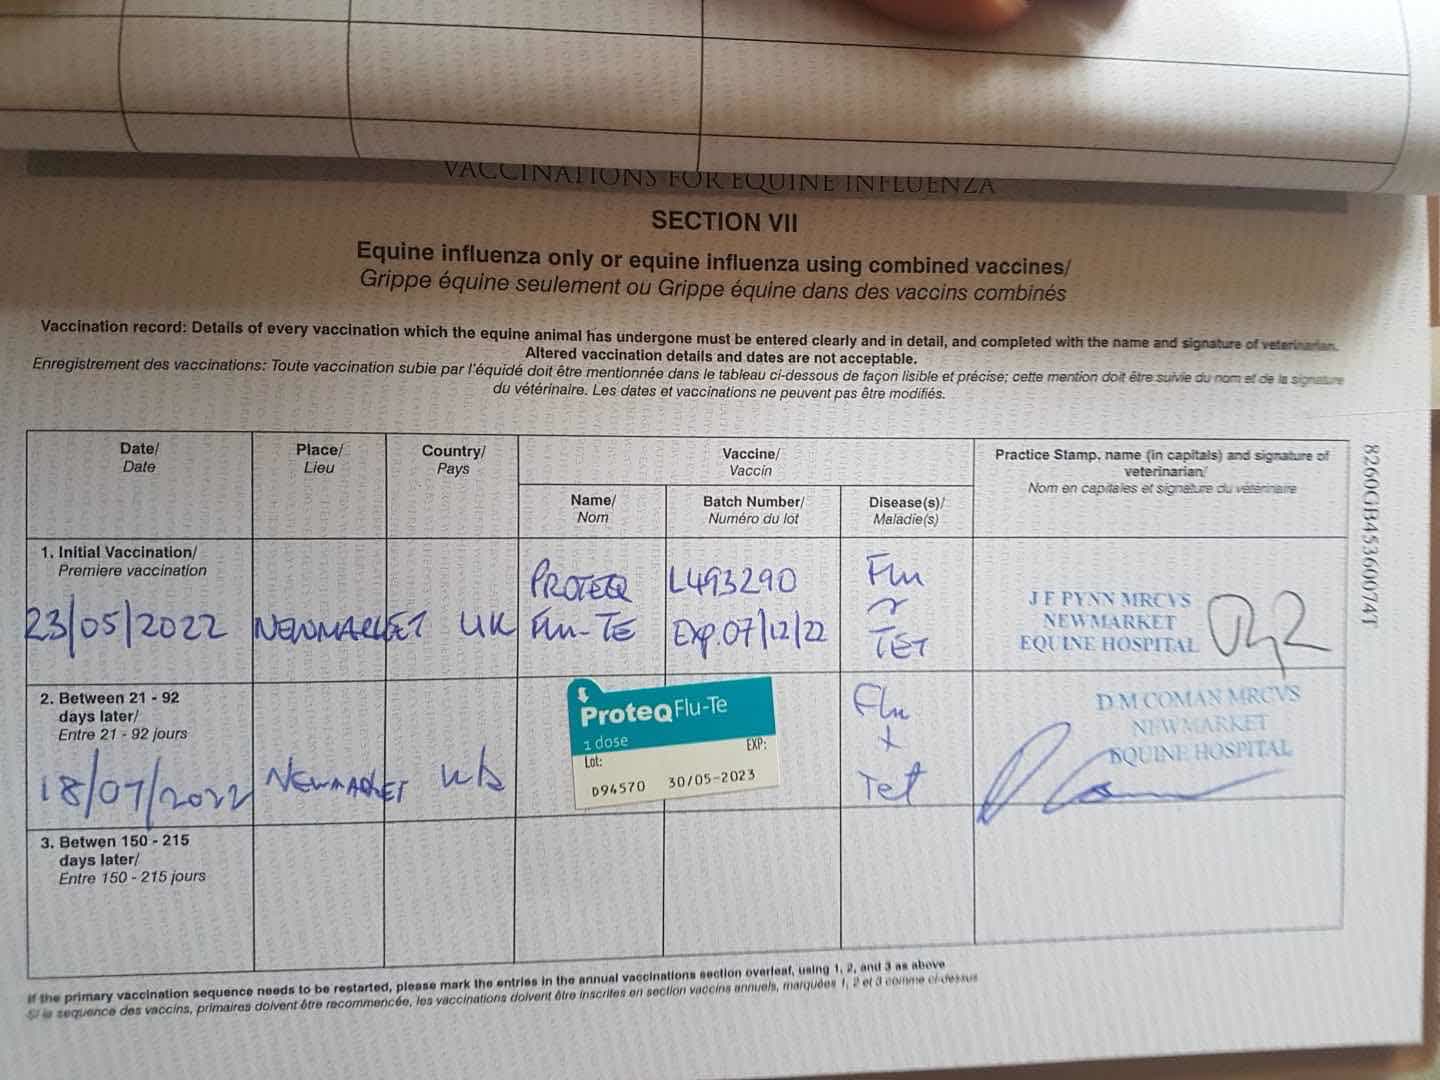 VACCINATIONS FOR EQUINE INFLUENZA
SECTION VII
Equine influenza only or equine influenza using combined vaccines/
Grippe équine seulement ou Grippe équine dans des vaccins combinés
Vaccination record: Details of every vaccination which the equine animal has undergone must be entered clearly and in detail, and completed with the name and signature of veterinarian.
Altered vaccination details and dates are not acceptable.
Enregistrement des vaccinations: Toute vaccination subie par l'équidé doit être mentionnée dans le tableau ci-dessous de façon lisible et précise; cette mention doit être suivie du nom et de la signature
du vétérinaire. Les dates et vaccinations ne peuvent pas être modifiés.
Date/
Date
Place/
Lieu
Country/
Pays
Vaccine/
Vaccin
Practice Stamp, name (in capitals) and signature of
veterinarian/
Nom en capitales et signature du vétérinaire
Name/
Nom
Batch Number/
Numéro du lot
Disease(s)/
Maladie(s)
1. Initial Vaccination/
Premiere vaccination
23/05/2022
NEWMARKET
UK
PROTEQ
Flu-TE
L493290
Exp.07/12/22
Flu
TET
J F PYNN MRCVS
NEWMARKET
EQUINE HOSPITAL
2. Between 21 - 92
days later/
Entre 21 - 92 jours
18/07/2022
NEWMARKET
UK
ProteQ Flu-Te
1 dose
EXP:
Lot:
D94570 30/05-2023
Flu
+
Tet
D M COMAN MRCVS
NEWMARKET
EQUINE HOSPITAL
3. Betwen 150 - 215
days later/
Entre 150 - 215 jours
If the primary vaccination sequence needs to be restarted, please mark the entries in the annual vaccinations section overleaf, using 1, 2, and 3 as above
Si la sequence des vaccins, primaires doivent être recommencée, les vaccinations doivent être inscrites en section vaccins annuels, marquées 1, 2 et 3 comme ci-dessus
8260GB45360074T